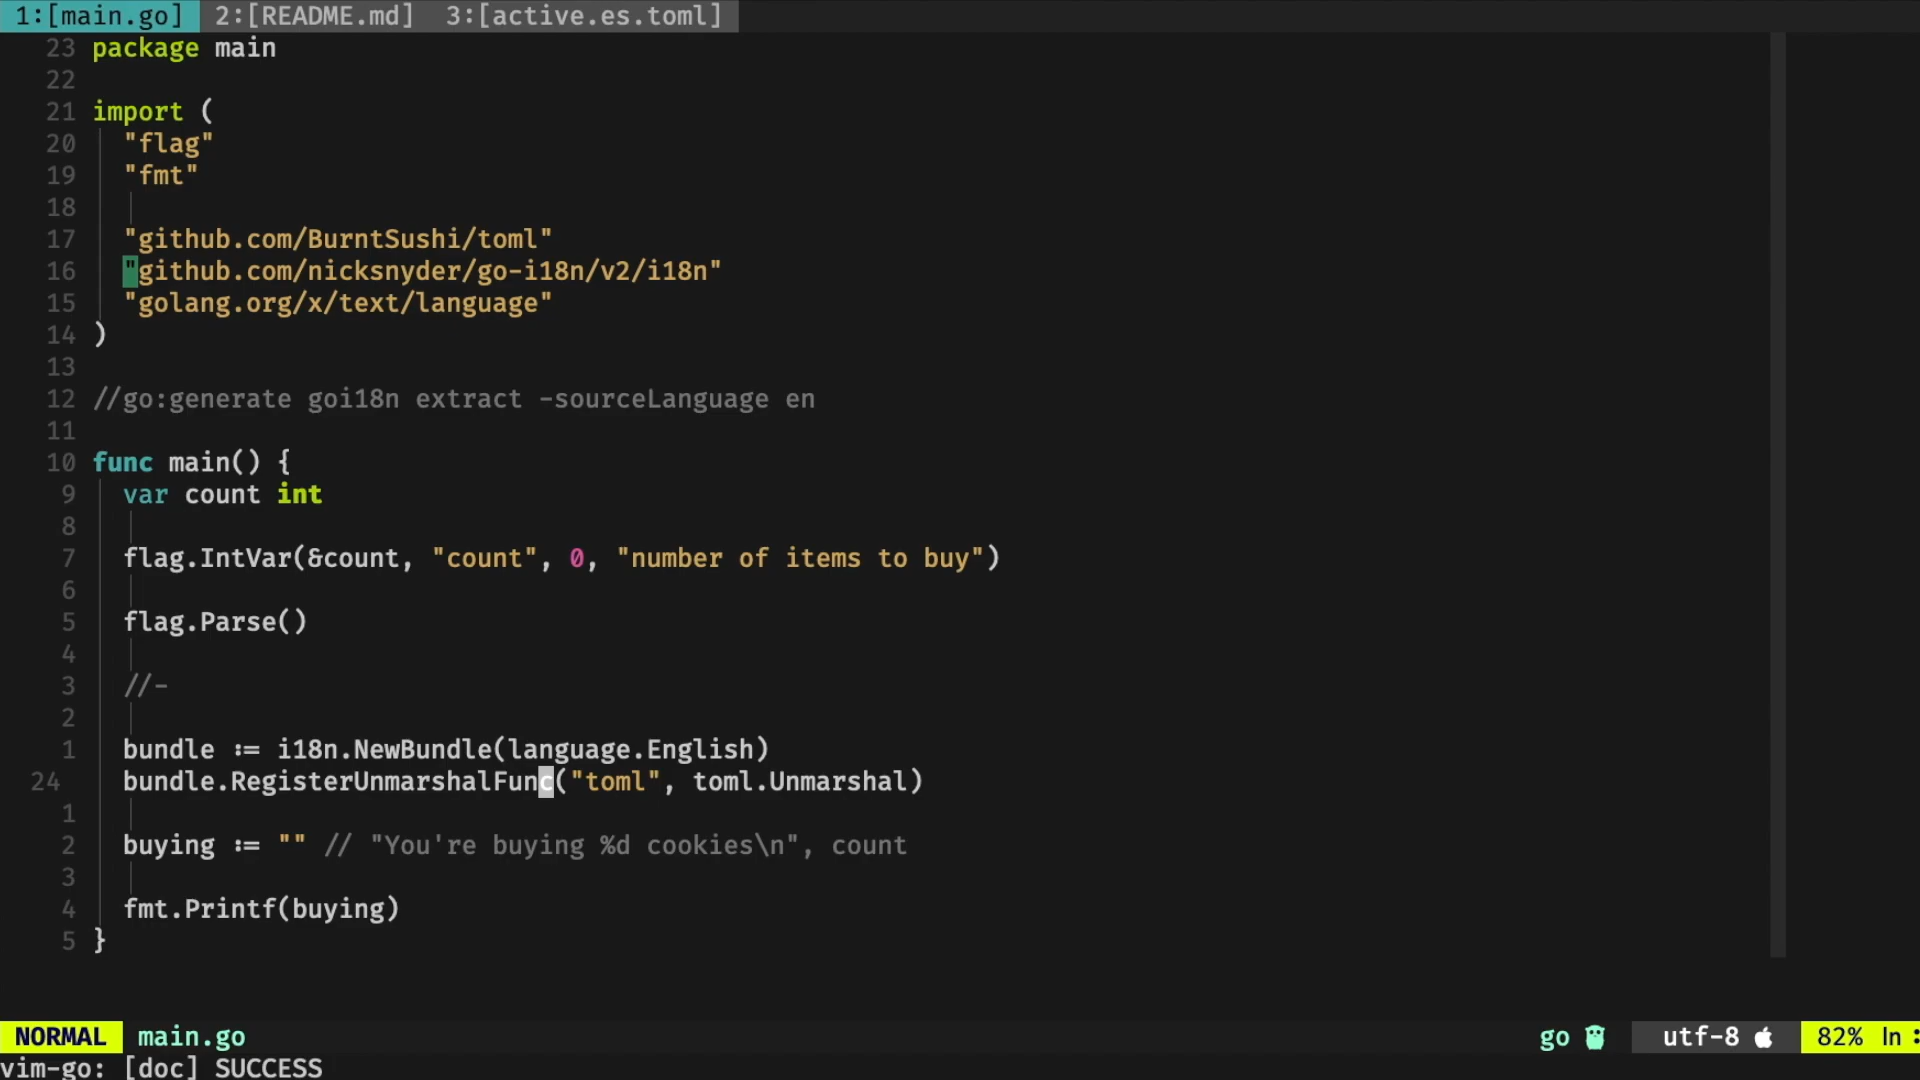 1:[main.go] 2:[README.md] 3:[active.es.toml]
23 package main
22
21 import (
20 "flag"
19 "fmt"
18
17 "github.com/BurntSushi/toml"
16 "github.com/nicksnyder/go-i18n/v2/i18n"
15 "golang.org/x/text/language"
14 )
13
12 //go:generate goi18n extract -sourceLanguage en
11
10 func main() {
9 var count int
8
7 flag.IntVar(&count, "count", 0, "number of items to buy")
6
5 flag.Parse()
4
3 //-
2
1 bundle := i18n.NewBundle(language.English)
24 bundle.RegisterUnmarshalFunc("toml", toml.Unmarshal)
1
2 buying := "" // "You're buying %d cookies\n", count
3
4 fmt.Printf(buying)
5 }
NORMAL main.go go utf-8 82% ln :
vim-go: [doc] SUCCESS